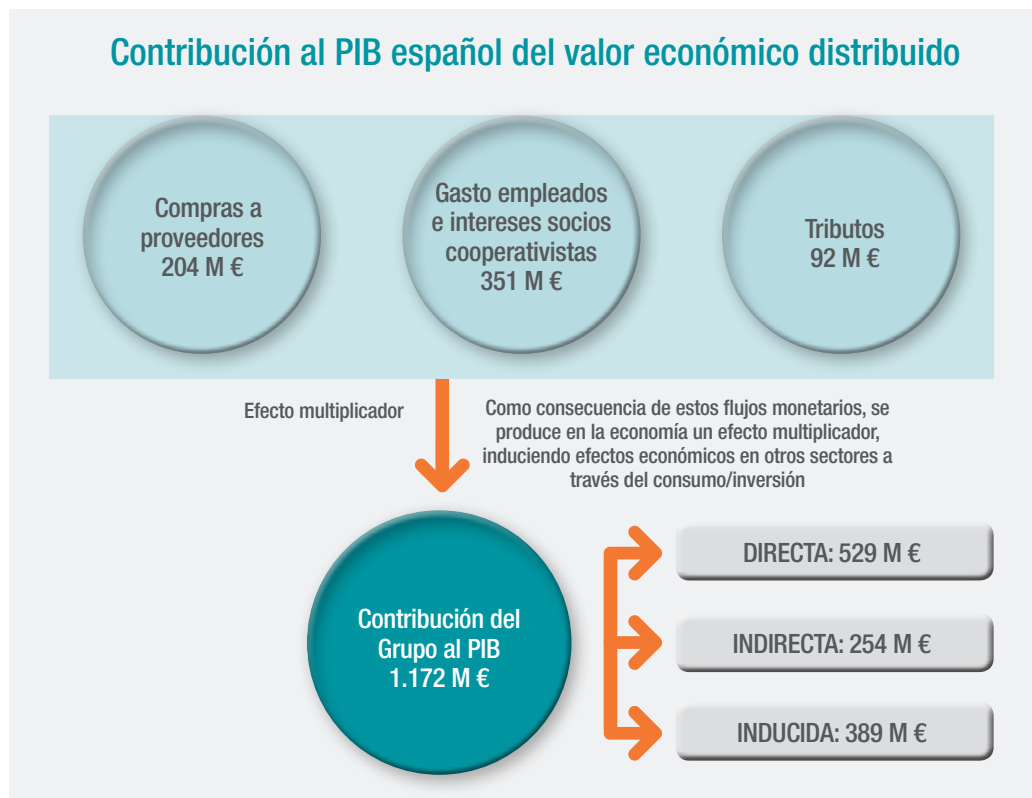 Contribución al PIB español del valor económico distribuido
Compras a
proveedores
204 M €
Gasto empleados
e intereses socios
cooperativistas
351 M €
Tributos
92 M €
Efecto multiplicador
Como consecuencia de estos flujos monetarios, se
produce en la economía un efecto multiplicador,
induciendo efectos económicos en otros sectores a
través del consumo/inversión
Contribución del
Grupo al PIB
1.172 M €
DIRECTA: 529 M €
INDIRECTA: 254 M €
INDUCIDA: 389 M €